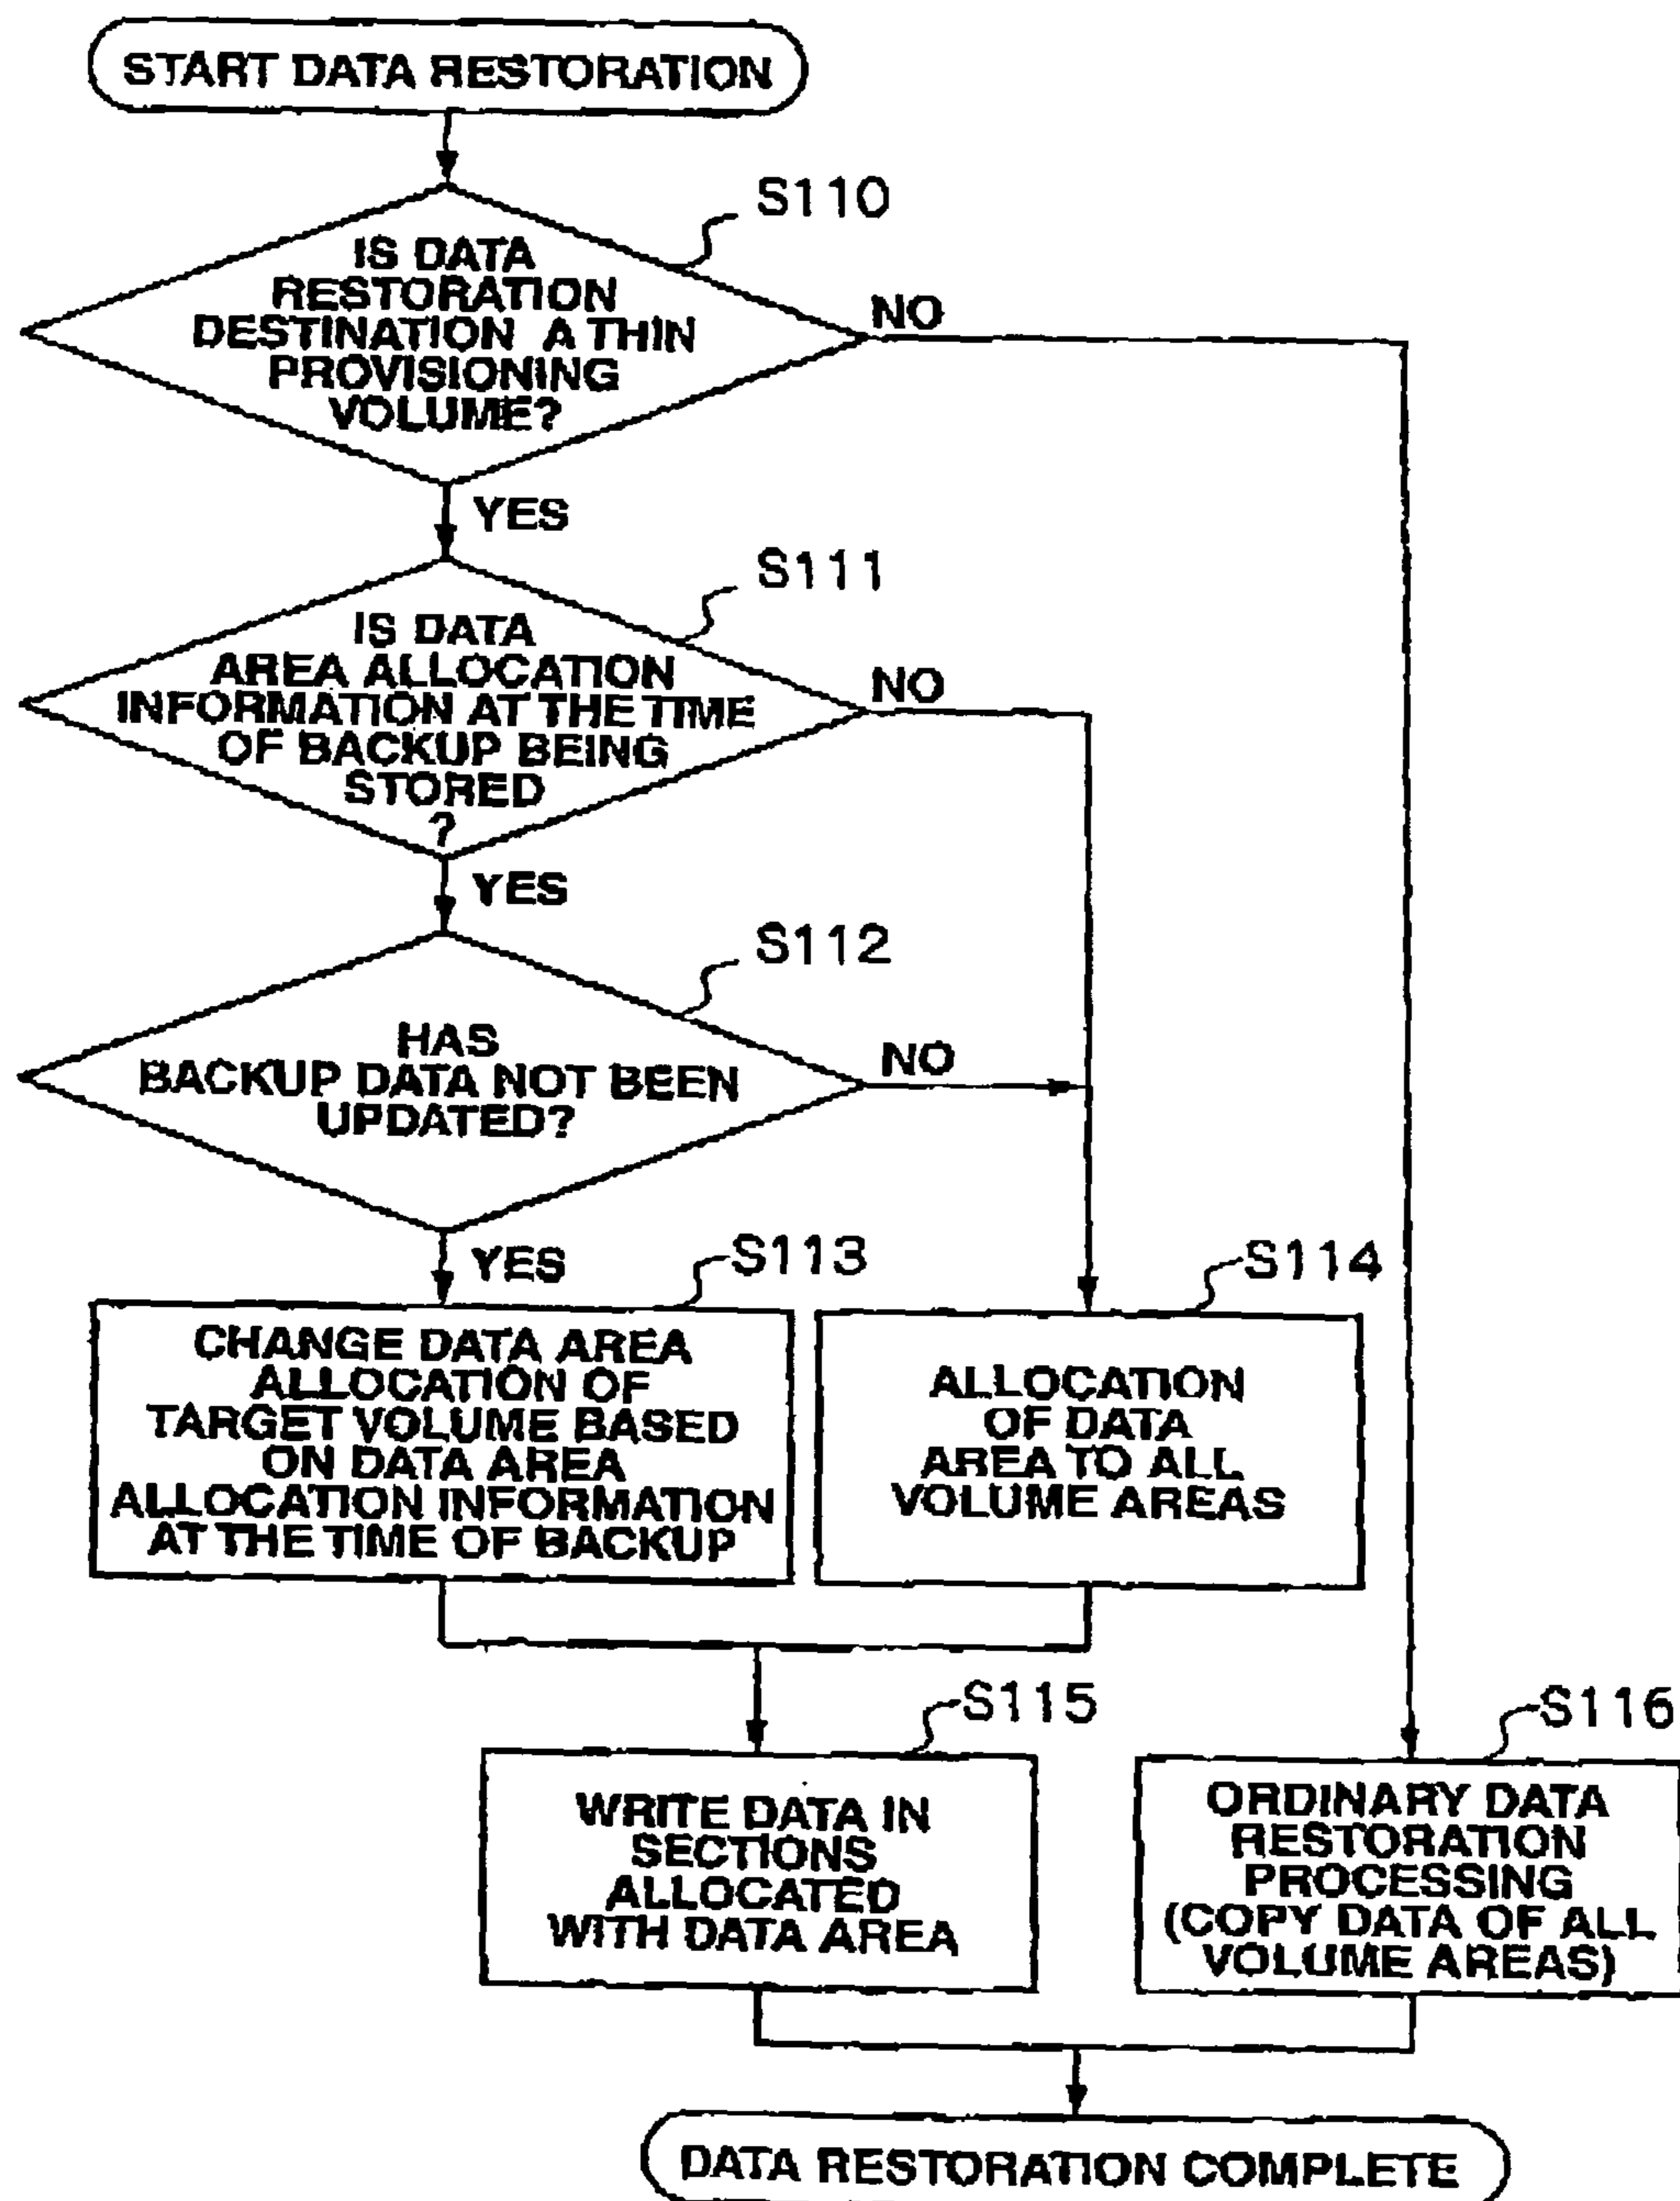 START DATA RESTORATION
S110
IS DATA
RESTORATION
DESTINATION A THIN
PROVISIONING
VOLUME?
NO
YES
S111
IS DATA
AREA ALLOCATION
INFORMATION AT THE TIME
OF BACKUP BEING
STORED
?
NO
YES
S112
HAS
BACKUP DATA NOT BEEN
UPDATED?
NO
YES
S113
CHANGE DATA AREA
ALLOCATION OF
TARGET VOLUME BASED
ON DATA AREA
ALLOCATION INFORMATION
AT THE TIME OF BACKUP
S114
ALLOCATION
OF DATA
AREA TO ALL
VOLUME AREAS
S115
WRITE DATA IN
SECTIONS
ALLOCATED
WITH DATA AREA
S116
ORDINARY DATA
RESTORATION
PROCESSING
(COPY DATA OF ALL
VOLUME AREAS)
DATA RESTORATION COMPLETE